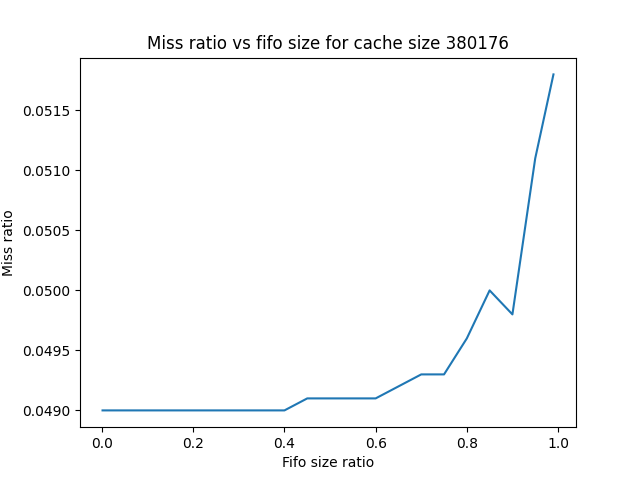 Miss ratio vs fifo size for cache size 380176
0.0515
0.0510
0.0505
0.0500
0.0495
0.0490
Miss ratio
0.0 0.2 0.4 0.6 0.8 1.0
Fifo size ratio